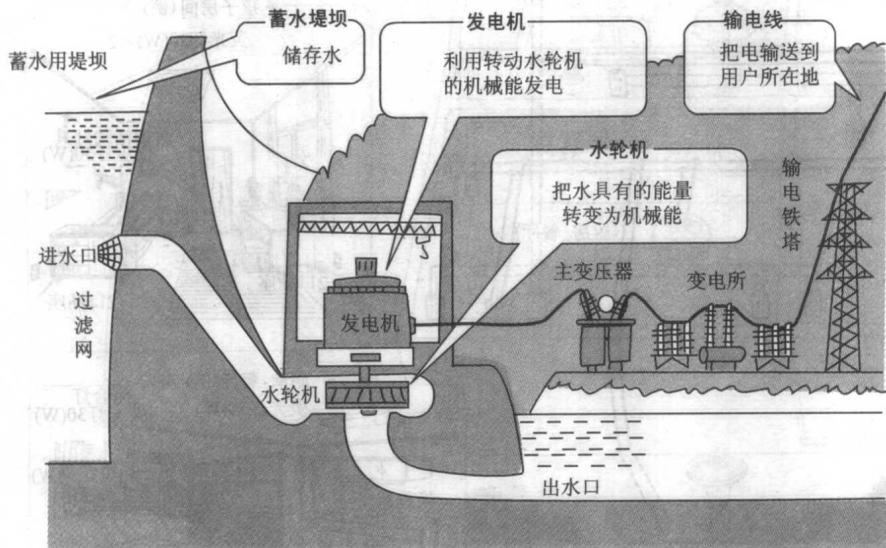 蓄水堤坝
储存水
蓄水用堤坝
发电机
利用转动水轮机
的机械能发电
输电线
把电输送到
用户所在地
水轮机
把水具有的能量
转变为机械能
输电铁塔
进水口
过滤网
主变压器
变电所
发电机
水轮机
出水口